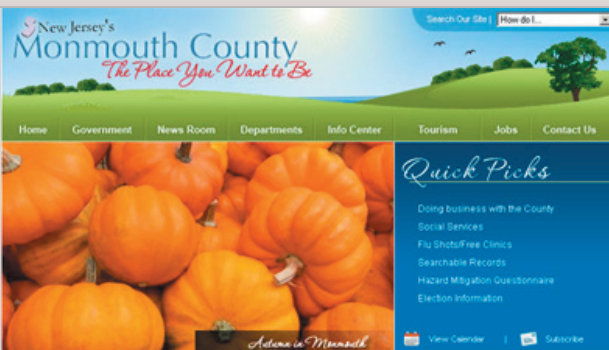 Search Our Site | How do I...
New Jersey's
Monmouth County
The Place You Want to Be
Home Government News Room Departments Info Center Tourism Jobs Contact Us
Quick Picks
Doing business with the County
Social Services
Flu Shots/Free Clinics
Searchable Records
Hazard Mitigation Questionnaire
Election Information
Autumn in Monmouth
View Calendar | Subscribe